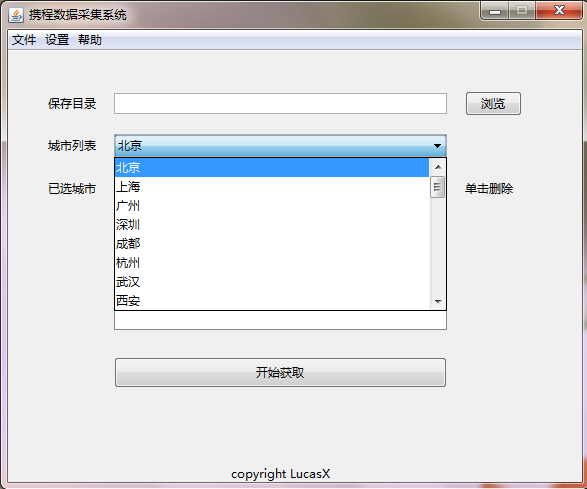 携程数据采集系统
文件 设置 帮助
保存目录 浏览
城市列表 北京
北京
已选城市 上海 单击删除
广州
深圳
成都
杭州
武汉
西安
开始获取
copyright LucasX